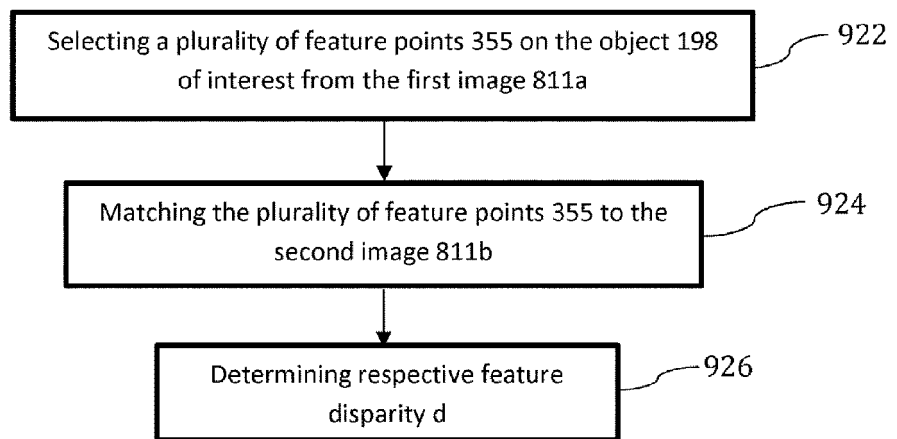 Selecting a plurality of feature points 355 on the object 198
of interest from the first image 811a
922
Matching the plurality of feature points 355 to the
second image 811b
924
Determining respective feature
disparity d
926